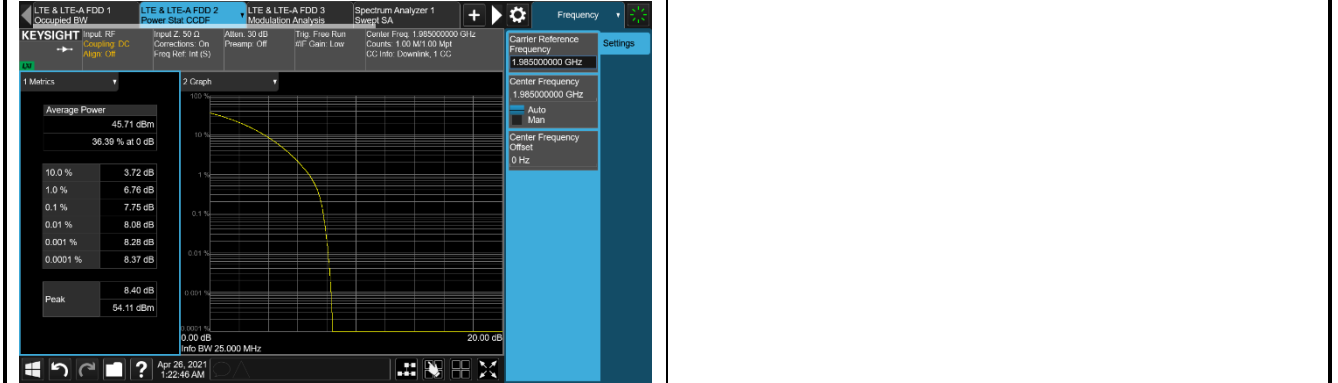 LTE & LTE-A FDD 1
Occupied BW
LTE & LTE-A FDD 2
Power Stat CCDF
LTE & LTE-A FDD 3
Modulation Analysis
Spectrum Analyzer 1
Swept SA
Frequency
KEYSIGHT
Input: RF
Coupling: DC
Align: Off
Input Z: 50 Ω
Corrections: On
Freq Ref: Int (S)
Atten: 30 dB
Preamp: Off
Trig: Free Run
#IF Gain: Low
Center Freq: 1.985000000 GHz
Counts: 1.00 M/1.00 Mpt
CC Info: Downlink, 1 CC
Carrier Reference
Frequency
1.985000000 GHz
Settings
Center Frequency
1.985000000 GHz
Auto
Man
Center Frequency
Offset
0 Hz
1 Metrics
Average Power
45.71 dBm
36.39 % at 0 dB
10.0 % 3.72 dB
1.0 % 6.76 dB
0.1 % 7.75 dB
0.01 % 8.08 dB
0.001 % 8.28 dB
0.0001 % 8.37 dB
Peak
8.40 dB
54.11 dBm
2 Graph
100 %
10 %
1 %
0.1 %
0.01 %
0.001 %
0.0001 %
0.00 dB
20.00 dB
Info BW 25.000 MHz
?
Apr 26, 2021
1:22:46 AM